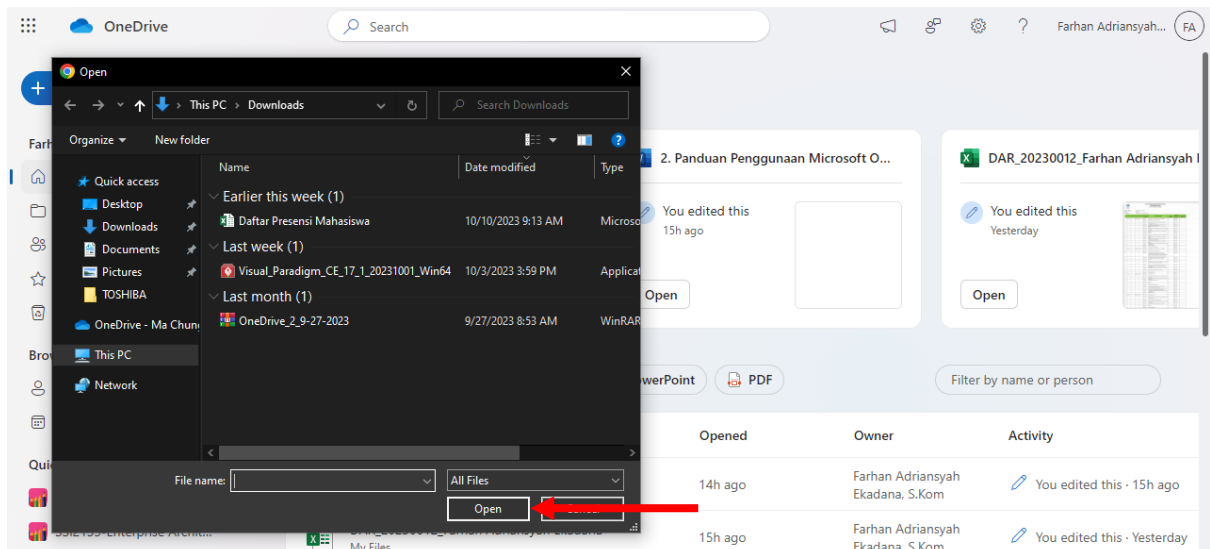 OneDrive
Search
Farhan Adriansyah...
FA
Open
This PC > Downloads
Search Downloads
Organize
New folder
Name
Date modified
Type
Quick access
Desktop
Downloads
Documents
Pictures
TOSHIBA
OneDrive - Ma Chung
This PC
Network
Earlier this week (1)
Daftar Presensi Mahasiswa 10/10/2023 9:13 AM Microso
Last week (1)
Visual_Paradigm_CE_17_1_20231001_Win64 10/3/2023 3:59 PM Applicat
Last month (1)
OneDrive_2_9-27-2023 9/27/2023 8:53 AM WinRAR
File name:
All Files
Open
Farh
Brow
Quic
2. Panduan Penggunaan Microsoft O...
You edited this
15h ago
Open
DAR_20230012_Farhan Adriansyah
You edited this
Yesterday
Open
werPoint
PDF
Filter by name or person
Opened
Owner
Activity
14h ago
Farhan Adriansyah
Ekadana, S.Kom
You edited this · 15h ago
My Files
15h ago
Farhan Adriansyah
Ekadana, S.Kom
You edited this · Yesterday